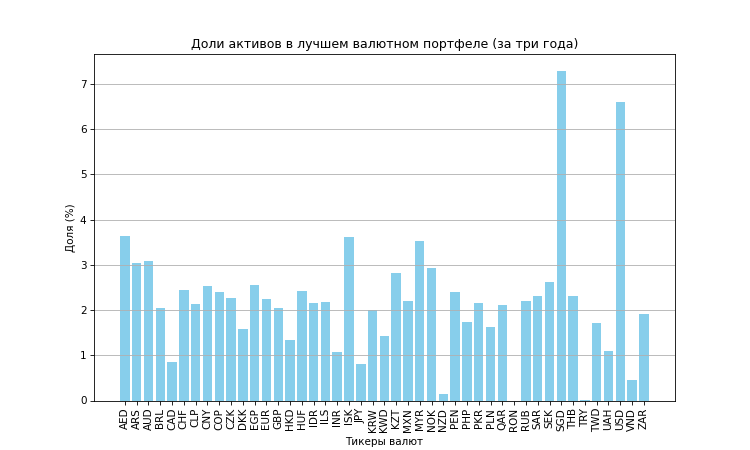 Доли активов в лучшем валютном портфеле (за три года)
Доля (%)
7
6
5
4
3
2
1
0
AED ARS AUD BRL CAD CHF CLP CNY COP CZK DKK EGP EUR GBP HKD HUF IDR ILS INR ISK JPY KRW KWD KZT MXN MYR NOK NZD PEN PHP PKR PLN QAR RON RUB SAR SEK SGD THB TRY TWD UAH USD VND ZAR
Тикеры валют